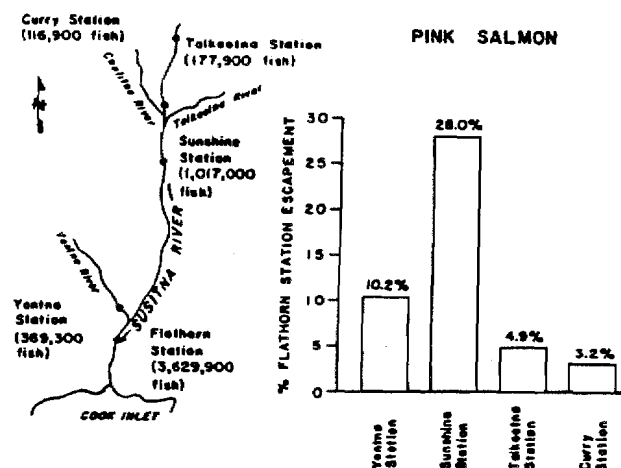 Curry Station
(116,900 fish)
Talkeetna Station
(177,900 fish)
Chulitna River
Talkeetna River
Sunshine
Station
(1,017,000
fish)
SUSITNA RIVER
Yentna
River
Yentna
Station
(369,300
fish)
Flathorn
Station
(3,629,900
fish)
COOK INLET
PINK SALMON
% FLATHORN STATION ESCAPEMENT
30
25
20
15
10
5
0
10.2%
28.0%
4.9%
3.2%
Yentna
Station
Sunshine
Station
Talkeetna
Station
Curry
Station